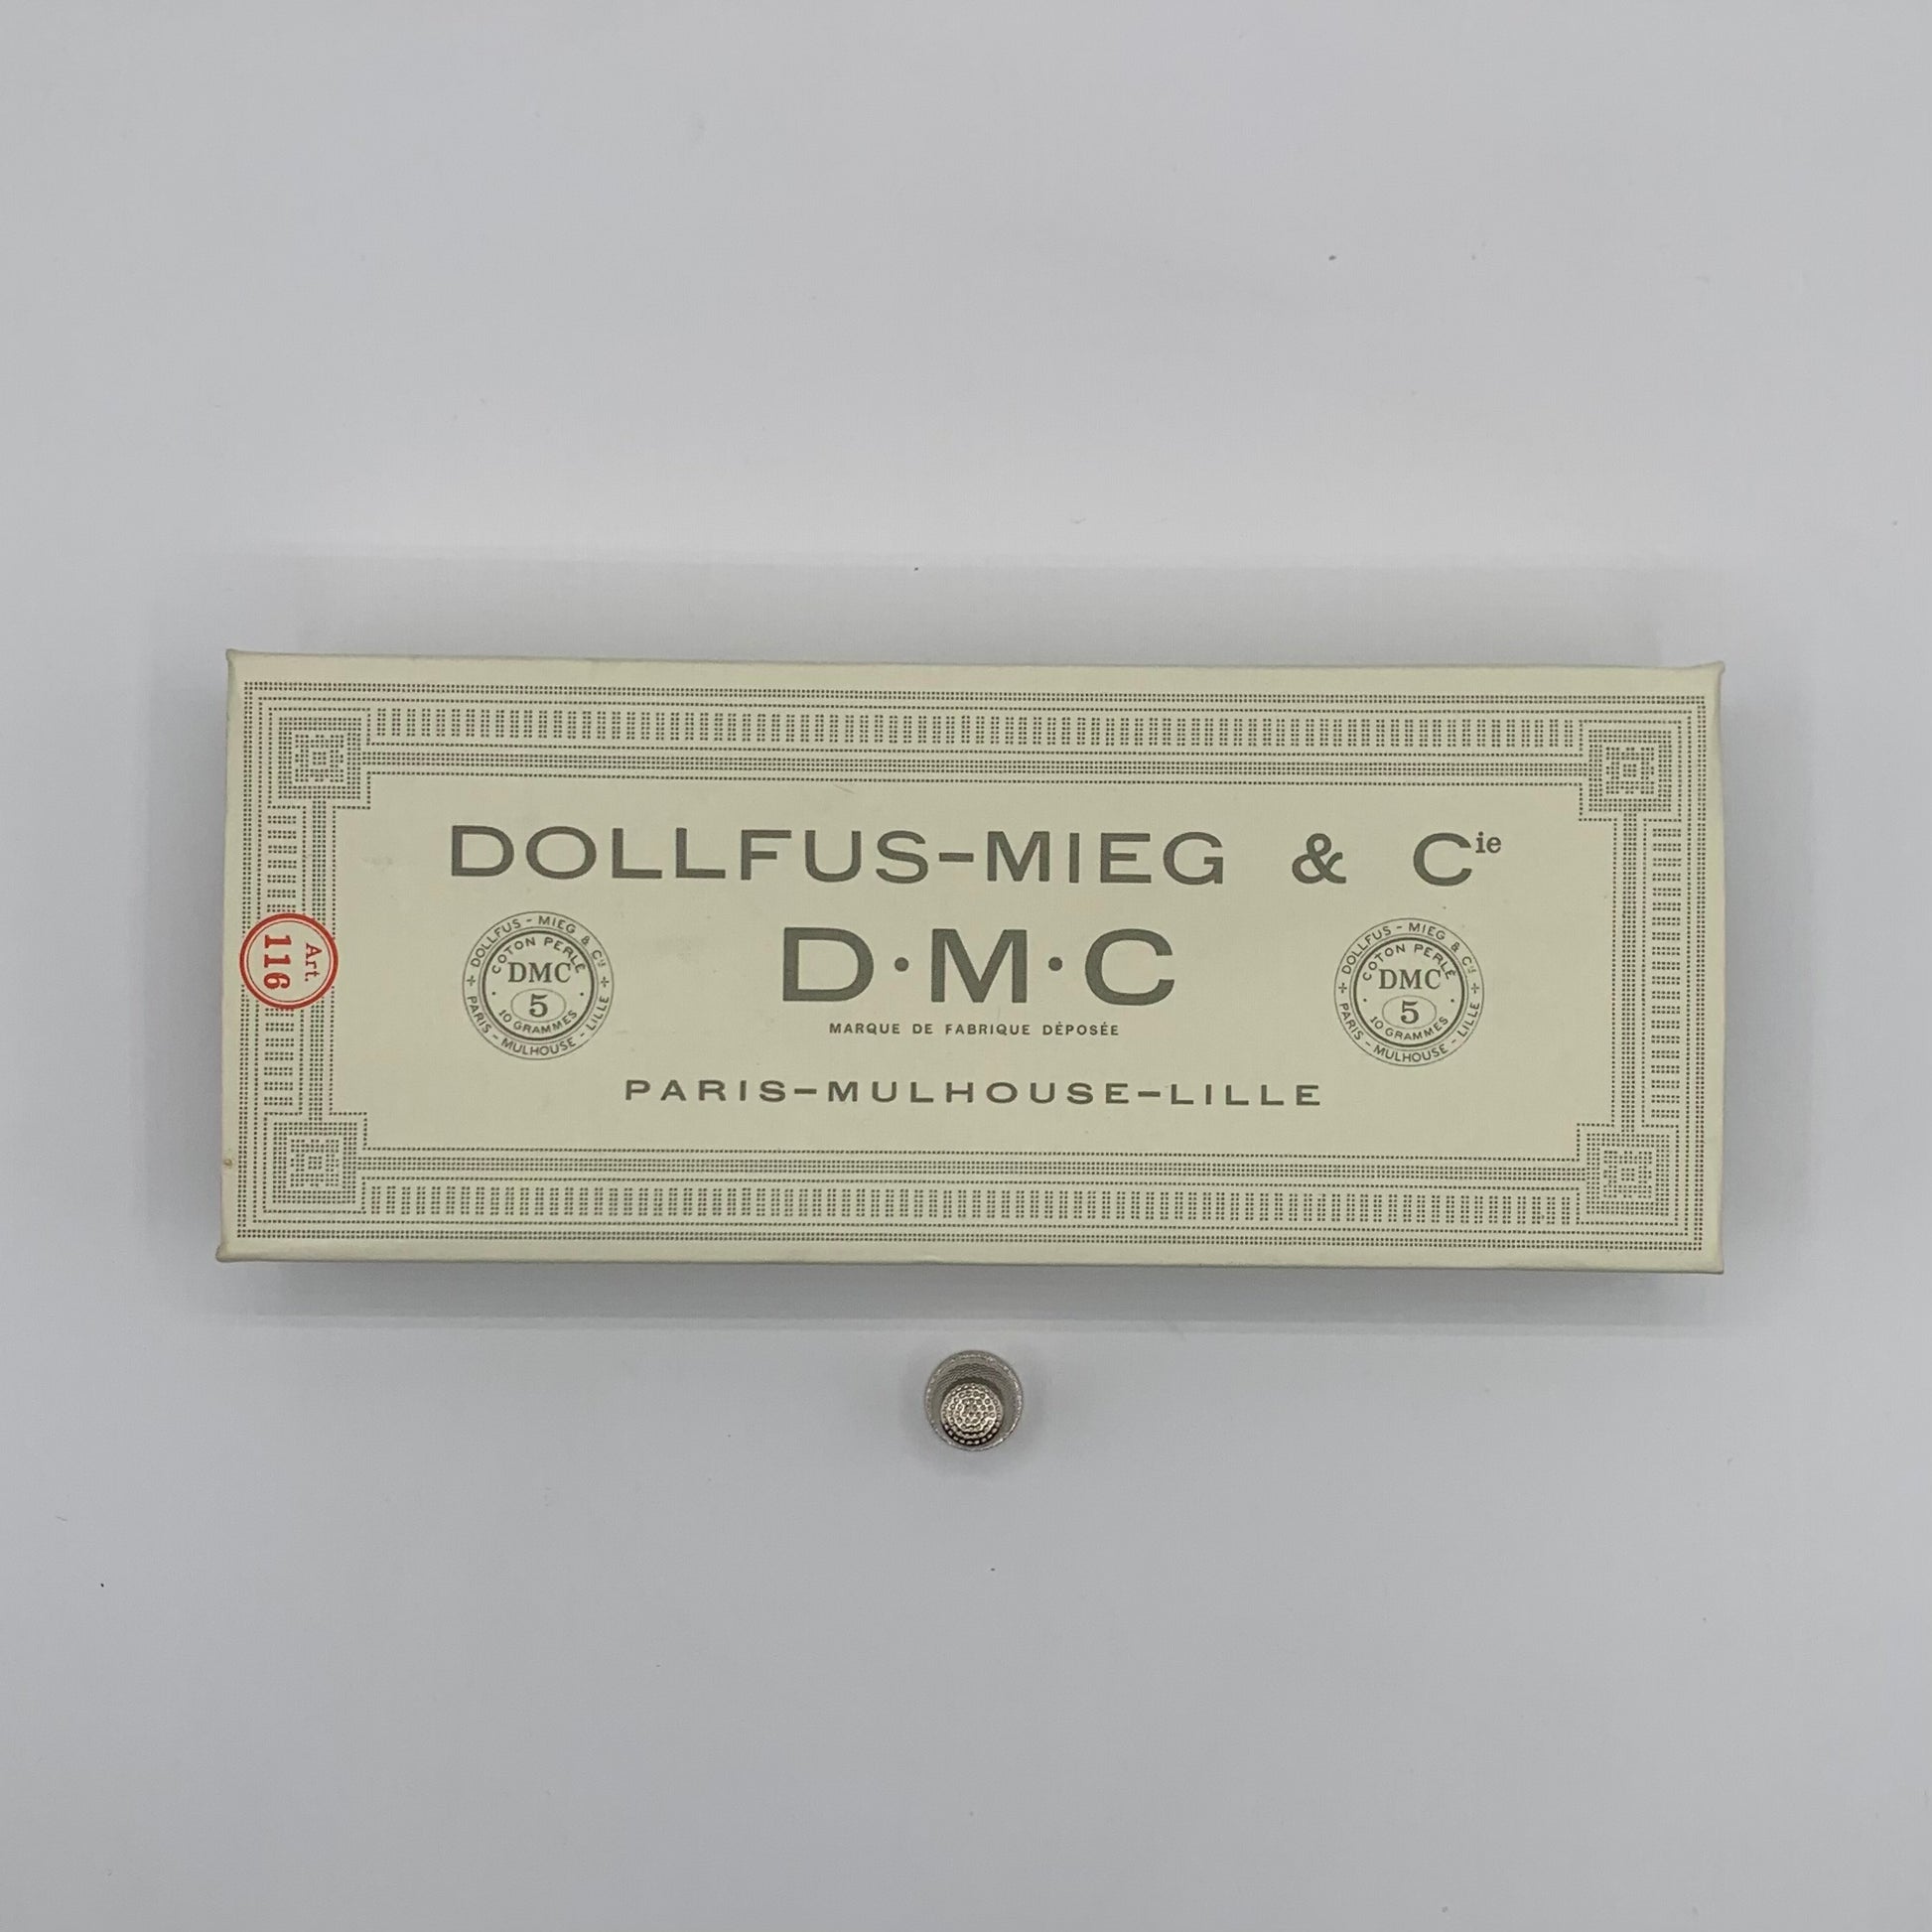 DOLLFUS-MIEG & Cie
D·M·C
MARQUE DE FABRIQUE DÉPOSÉE
PARIS-MULHOUSE-LILLE
Art.
116
DOLLFUS - MIEG & Cie
COTON PERLÉ
DMC
5
10 GRAMMES
PARIS - MULHOUSE - LILLE
DOLLFUS - MIEG & Cie
COTON PERLÉ
DMC
5
10 GRAMMES
PARIS - MULHOUSE - LILLE